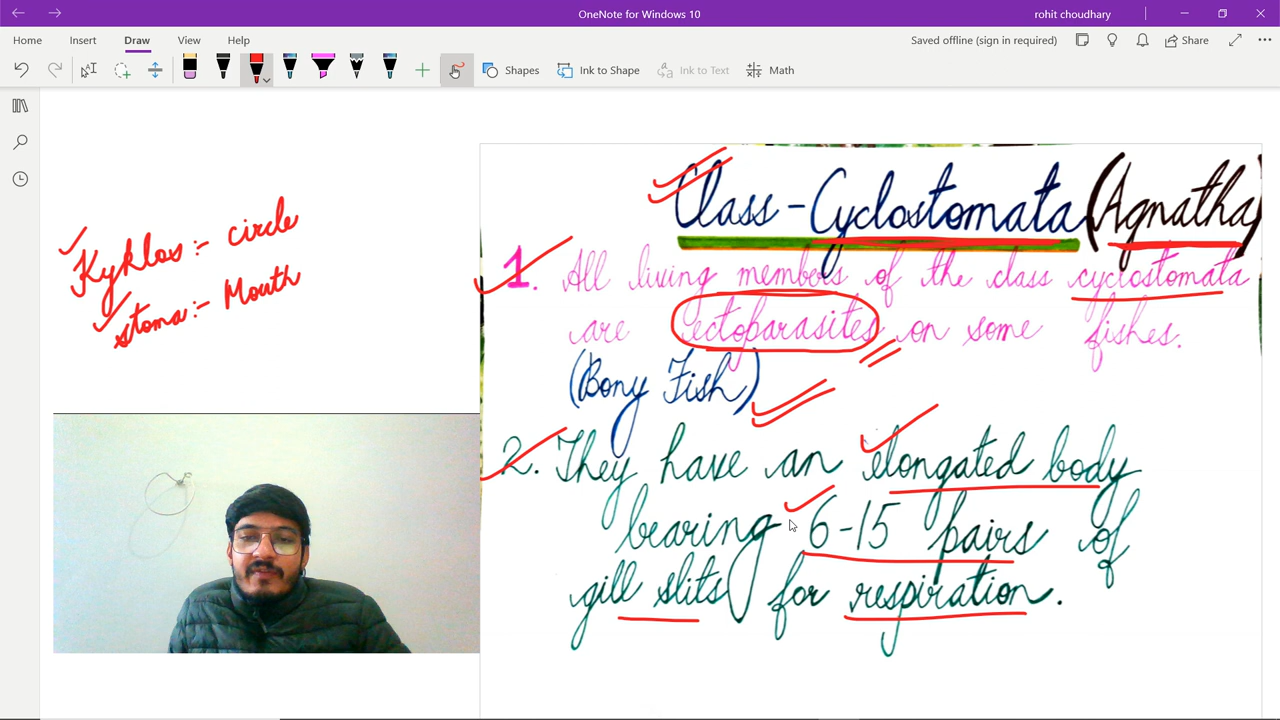 OneNote for Windows 10
rohit choudhary
Home Insert Draw View Help
Saved offline (sign in required)
Share
Shapes
Ink to Shape
Ink to Text
Math
Kyklos:- circle
stoma:- Mouth
Class-Cyclostomata (Agnatha)
1. All living members of the class cyclostomata
are ectoparasites on some fishes.
(Bony Fish)
2. They have an elongated body
bearing 6-15 pairs of
gill slits for respiration.